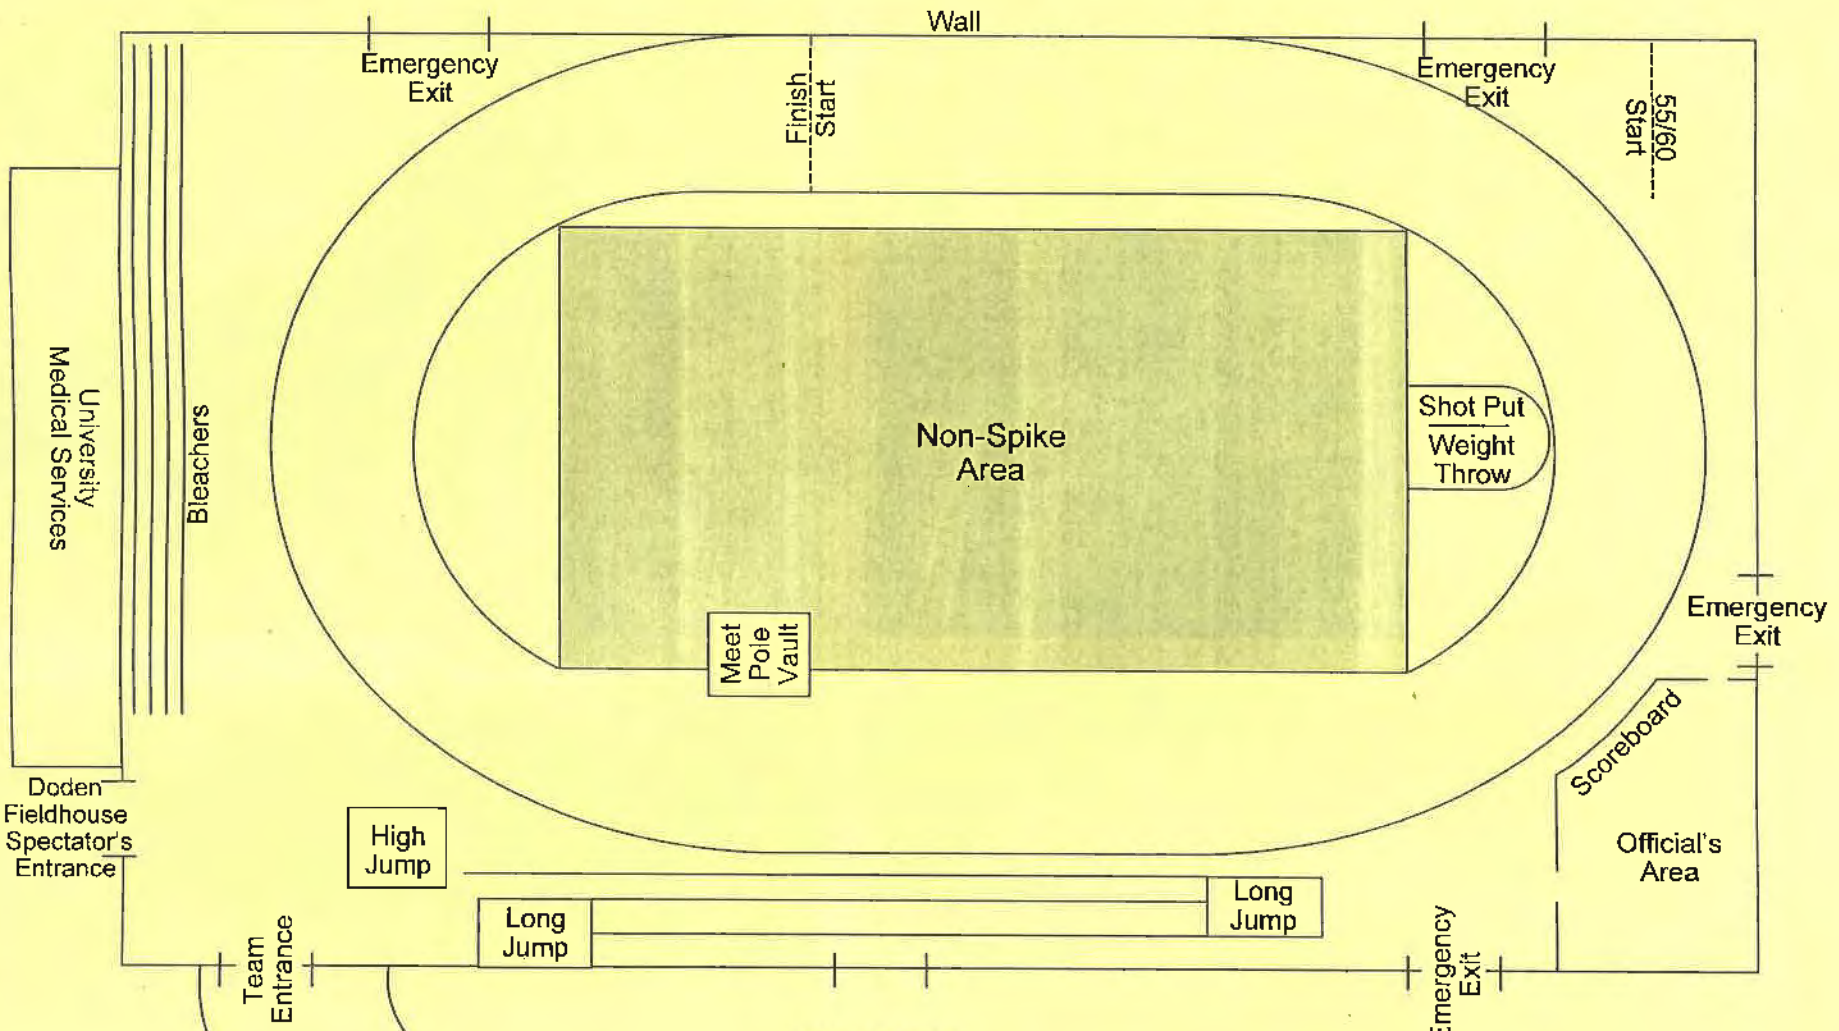 Wall
Emergency
Exit
Finish
Start
Emergency
Exit
55/60
Start
University
Medical Services
Bleachers
Non-Spike
Area
Shot Put
Weight
Throw
Meet
Pole
Vault
Emergency
Exit
Scoreboard
Official's
Area
Doden
Fieldhouse
Spectator's
Entrance
High
Jump
Long
Jump
Long
Jump
Team
Entrance
Emergency
Exit